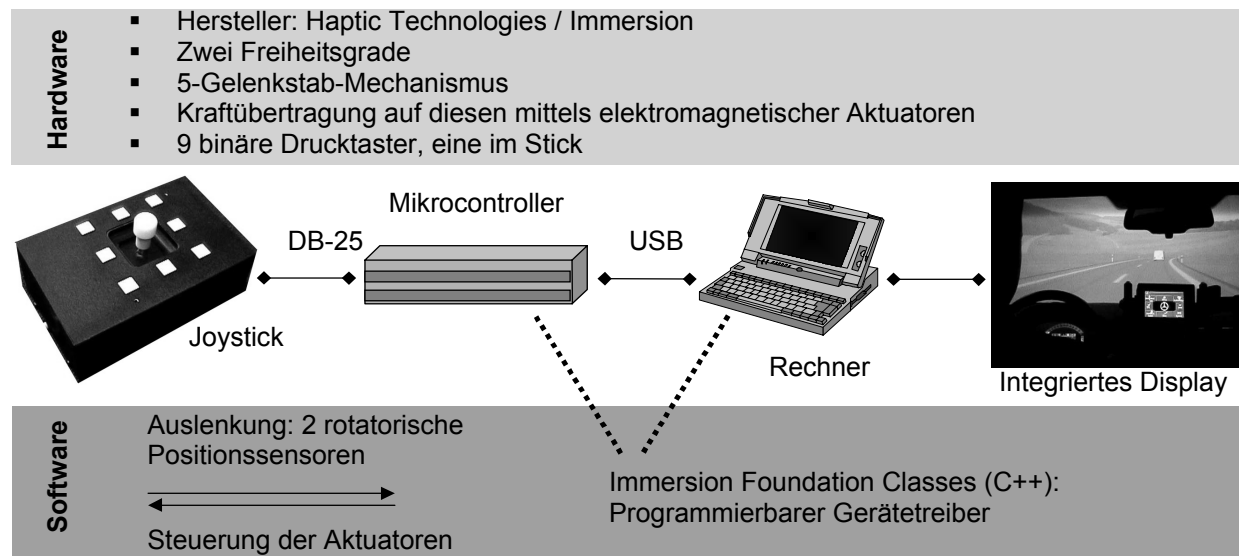 Hardware
▪ Hersteller: Haptic Technologies / Immersion
▪ Zwei Freiheitsgrade
▪ 5-Gelenkstab-Mechanismus
▪ Kraftübertragung auf diesen mittels elektromagnetischer Aktuatoren
▪ 9 binäre Drucktaster, eine im Stick
Mikrocontroller
DB-25
USB
Joystick
Rechner
Integriertes Display
Software
Auslenkung: 2 rotatorische
Positionssensoren
Steuerung der Aktuatoren
Immersion Foundation Classes (C++):
Programmierbarer Gerätetreiber